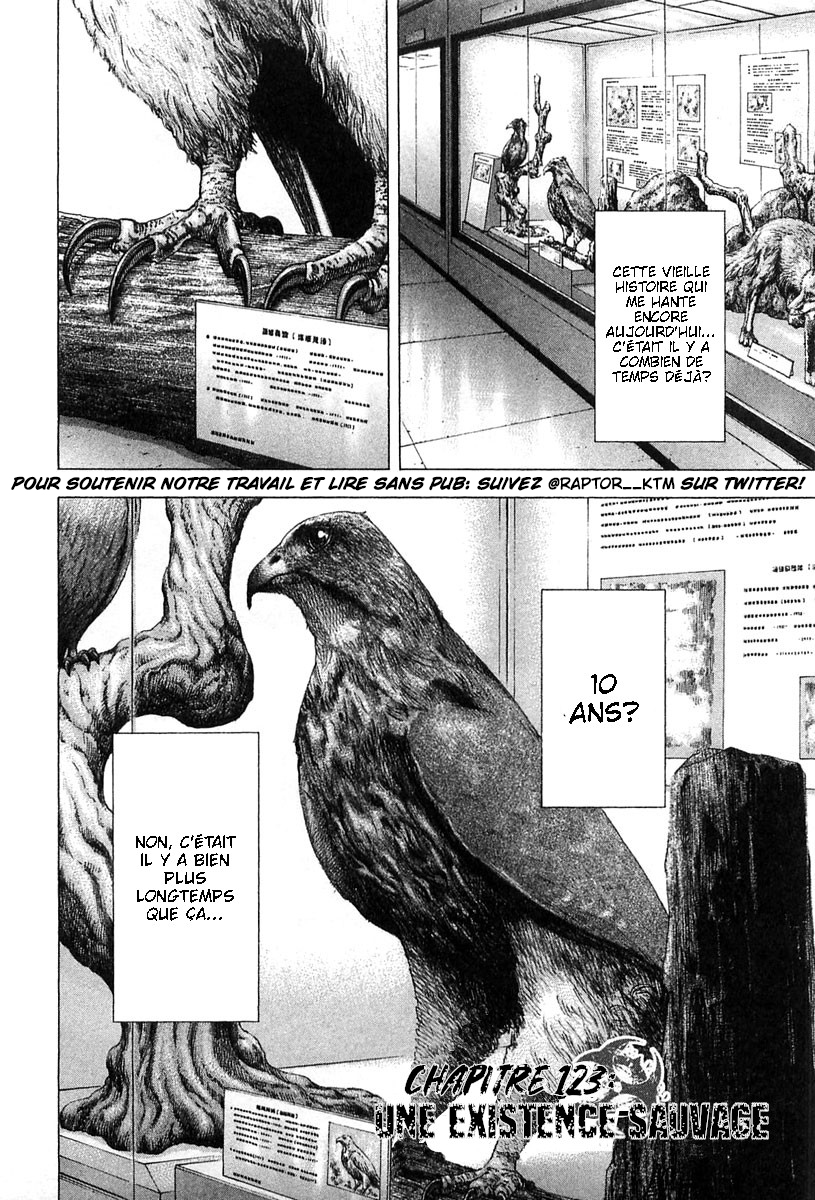 CETTE VIEILLE
HISTOIRE QUI
ME HANTE
ENCORE
AUJOURD'HUI...
C'ÉTAIT IL Y A
COMBIEN DE
TEMPS DÉJÀ?
POUR SOUTENIR NOTRE TRAVAIL ET LIRE SANS PUB: SUIVEZ @RAPTOR__KTM SUR TWITTER!
10
ANS?
NON, C'ÉTAIT
IL Y A BIEN
PLUS
LONGTEMPS
QUE ÇA...
CHAPITRE 123:
UNE EXISTENCE SAUVAGE